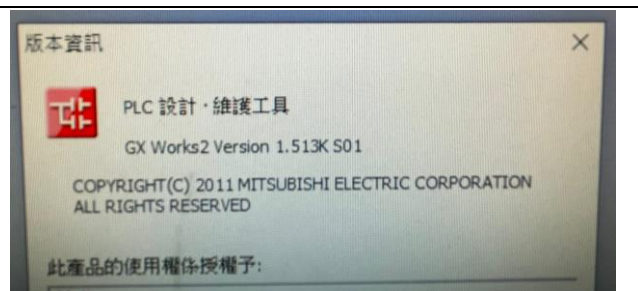 版本資訊
PLC 設計・維護工具
GX Works2 Version 1.513K S01
COPYRIGHT(C) 2011 MITSUBISHI ELECTRIC CORPORATION
ALL RIGHTS RESERVED
此產品的使用權係授權予: